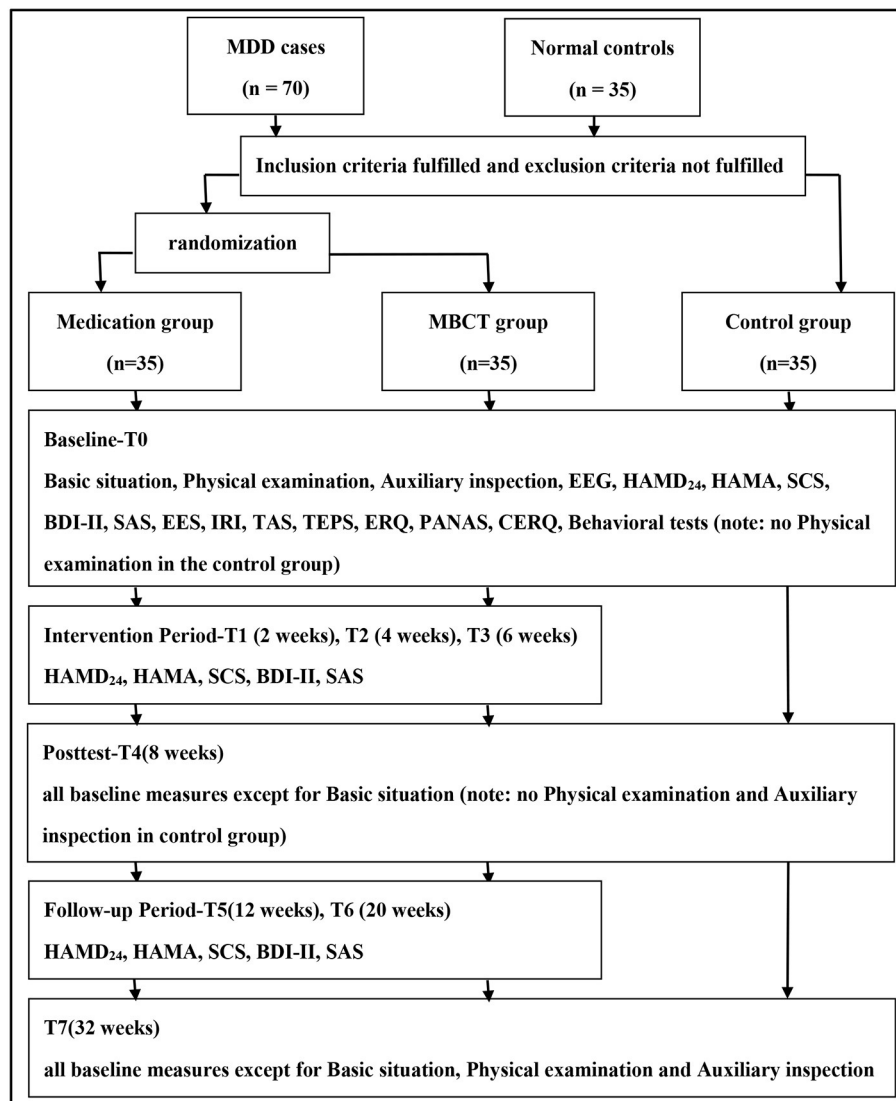 MDD cases
(n = 70)
Normal controls
(n = 35)
Inclusion criteria fulfilled and exclusion criteria not fulfilled
randomization
Medication group
(n=35)
MBCT group
(n=35)
Control group
(n=35)
Baseline-T0
Basic situation, Physical examination, Auxiliary inspection, EEG, HAMD₂₄, HAMA, SCS,
BDI-II, SAS, EES, IRI, TAS, TEPS, ERQ, PANAS, CERQ, Behavioral tests (note: no Physical
examination in the control group)
Intervention Period-T1 (2 weeks), T2 (4 weeks), T3 (6 weeks)
HAMD₂₄, HAMA, SCS, BDI-II, SAS
Posttest-T4(8 weeks)
all baseline measures except for Basic situation (note: no Physical examination and Auxiliary
inspection in control group)
Follow-up Period-T5(12 weeks), T6 (20 weeks)
HAMD₂₄, HAMA, SCS, BDI-II, SAS
T7(32 weeks)
all baseline measures except for Basic situation, Physical examination and Auxiliary inspection